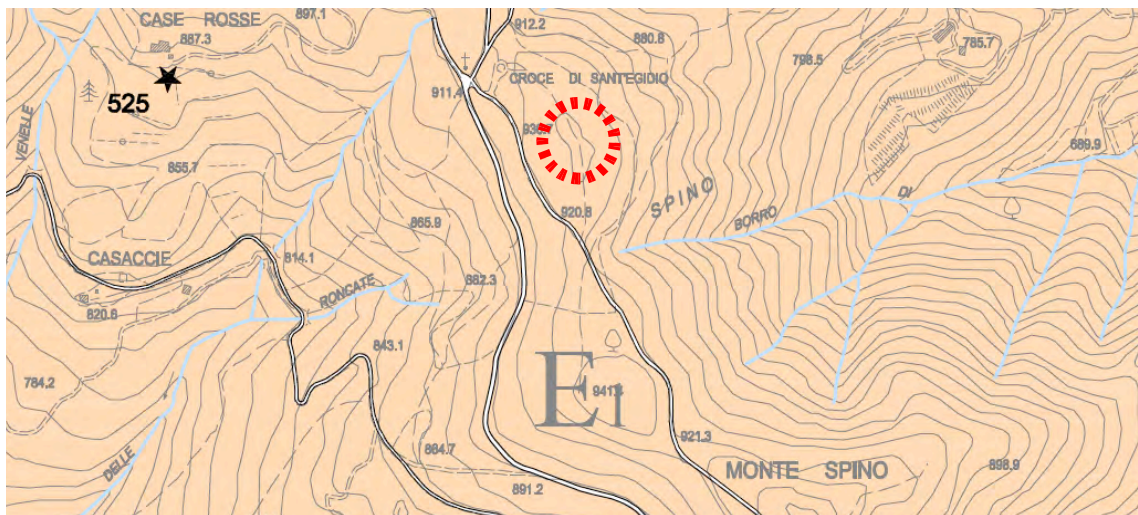 CASE ROSSE
897.1
887.3
525
912.2
911.4
CROCE DI SANT'EGIDIO
880.8
798.5
785.7
VENELLE
855.7
865.9
920.8
SPINO
BORRO
DI
689.9
CASACCIE
814.1
820.6
RONCATE
882.3
843.1
784.2
DELLE
864.7
891.2
E1
921.3
MONTE SPINO
898.9